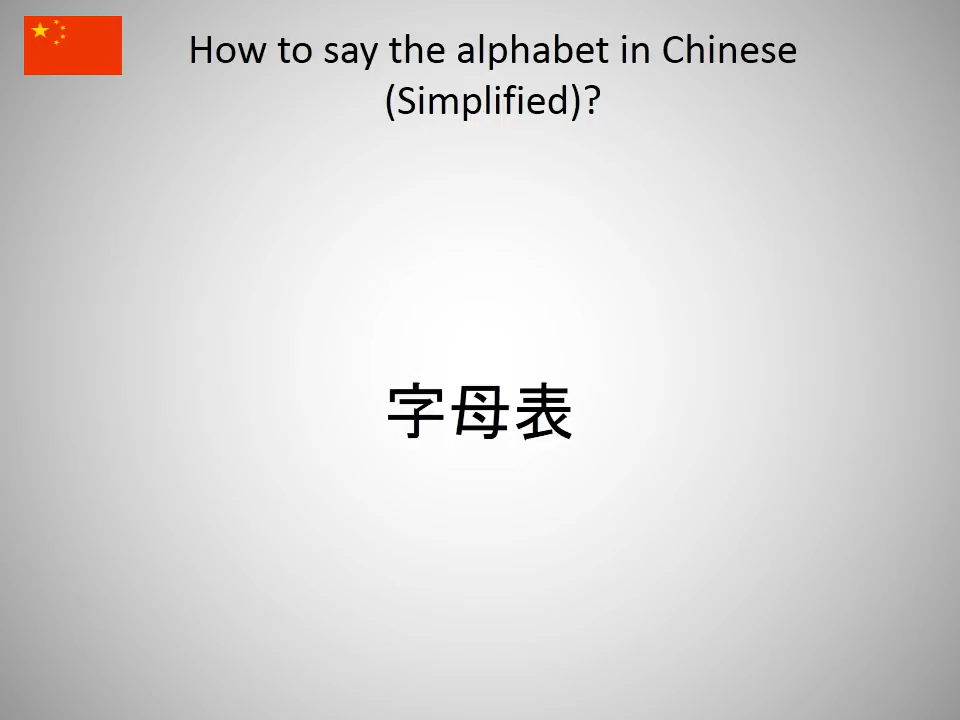 How to say the alphabet in Chinese
(Simplified)?
字母表